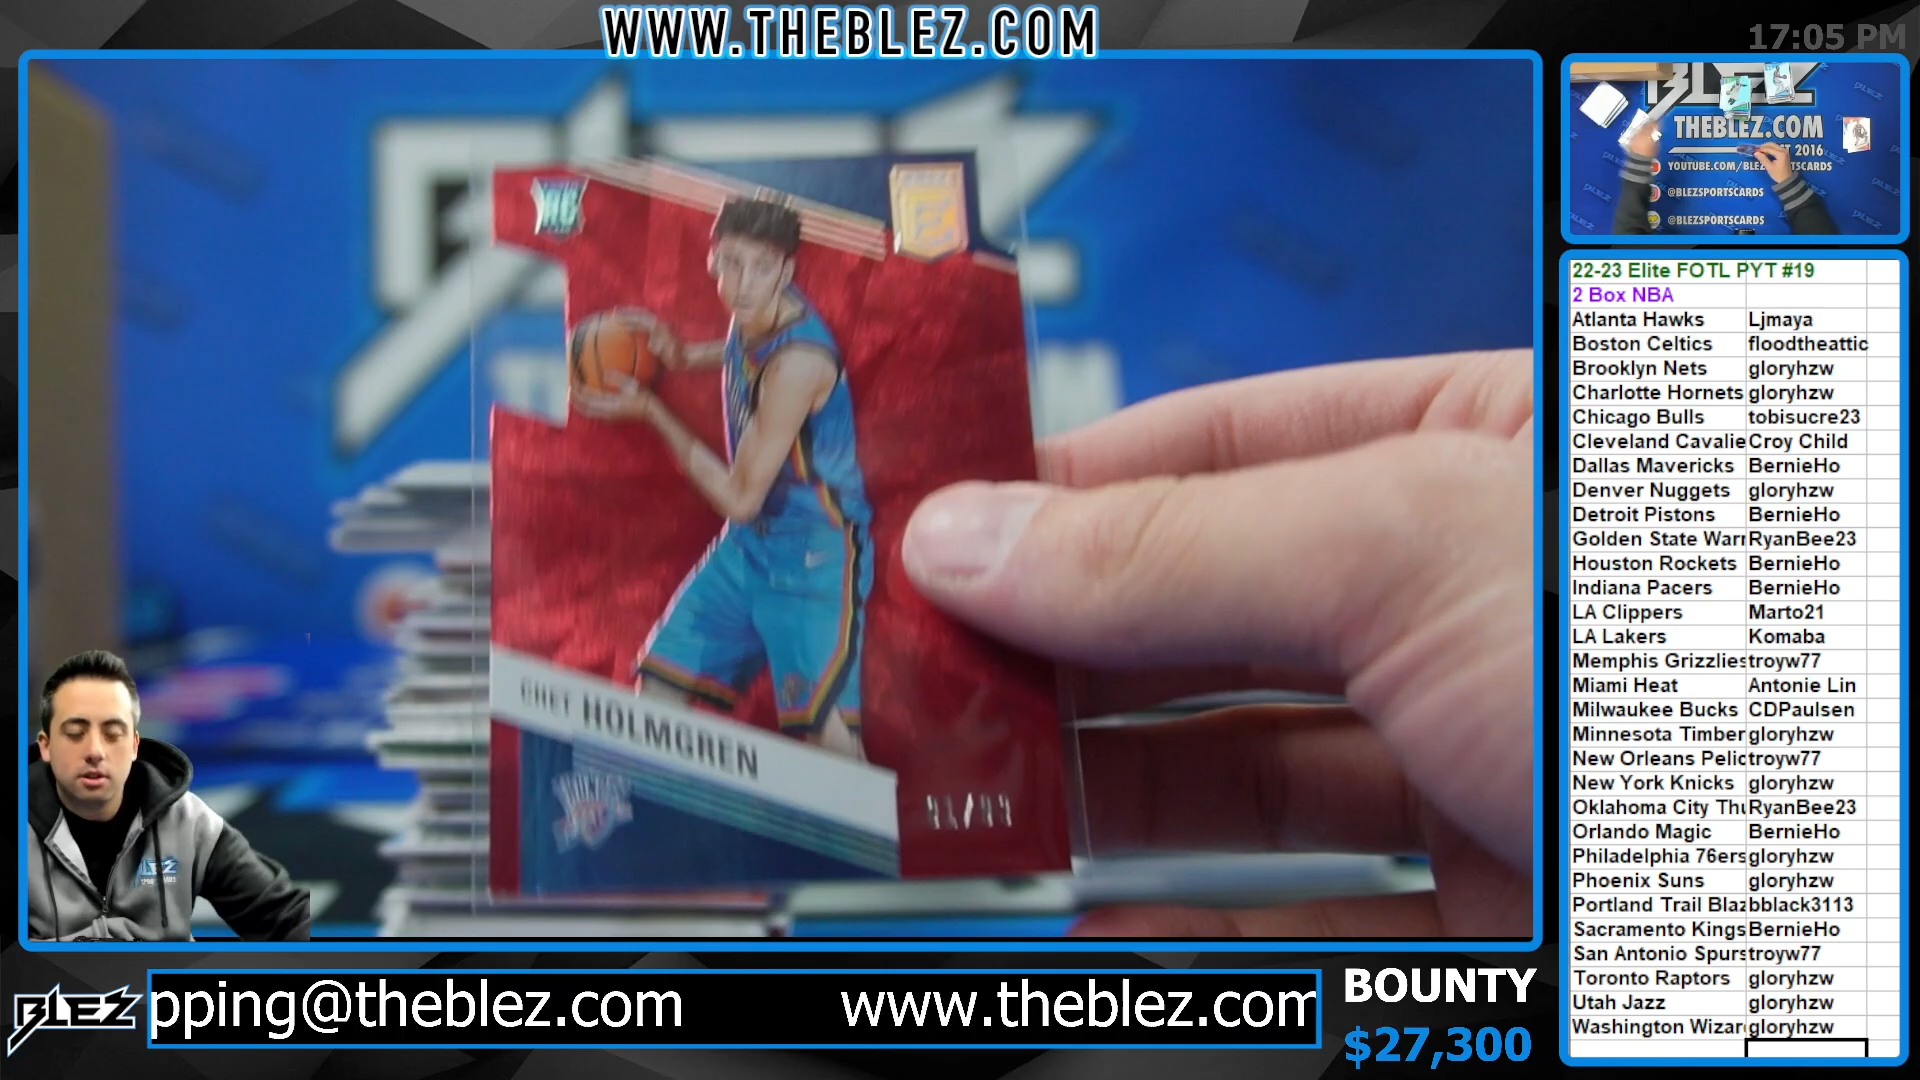 WWW.THEBLEZ.COM
17:05 PM
RC
CHET HOLMGREN
BLEZ
THEBLEZ.COM
2016
@BLEZSPORTSCARDS
@BLEZSPORTSCARDS
22-23 Elite FOTL PYT #19
2 Box NBA
Atlanta Hawks Ljmaya
Boston Celtics floodtheattic
Brooklyn Nets gloryhzw
Charlotte Hornets gloryhzw
Chicago Bulls tobisucre23
Cleveland Cavalie Croy Child
Dallas Mavericks BernieHo
Denver Nuggets gloryhzw
Detroit Pistons BernieHo
Golden State Warr RyanBee23
Houston Rockets BernieHo
Indiana Pacers BernieHo
LA Clippers Marto21
LA Lakers Komaba
Memphis Grizzlies troyw77
Miami Heat Antonie Lin
Milwaukee Bucks CDPaulsen
Minnesota Timber gloryhzw
New Orleans Pelic troyw77
New York Knicks gloryhzw
Oklahoma City Thu RyanBee23
Orlando Magic BernieHo
Philadelphia 76ers gloryhzw
Phoenix Suns gloryhzw
Portland Trail Blaz bblack3113
Sacramento Kings BernieHo
San Antonio Spurs troyw77
Toronto Raptors gloryhzw
Utah Jazz gloryhzw
Washington Wizar gloryhzw
BLEZ
pping@theblez.com www.theblez.com
BOUNTY
$27,300